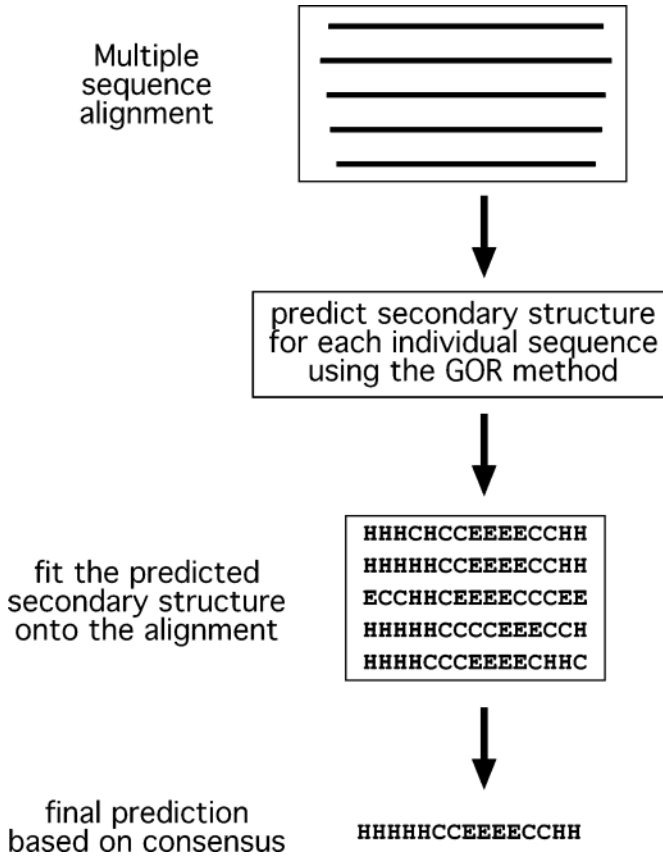 Multiple
sequence
alignment
predict secondary structure
for each individual sequence
using the GOR method
fit the predicted
secondary structure
onto the alignment
HHHCHCCEEEECCHH
HHHHHCCEEEECCHH
ECCHHCEEEECCCEE
HHHHHCCCCEEECCH
HHHHCCCEEEECHHC
final prediction
based on consensus
HHHHHCCEEEECCHH